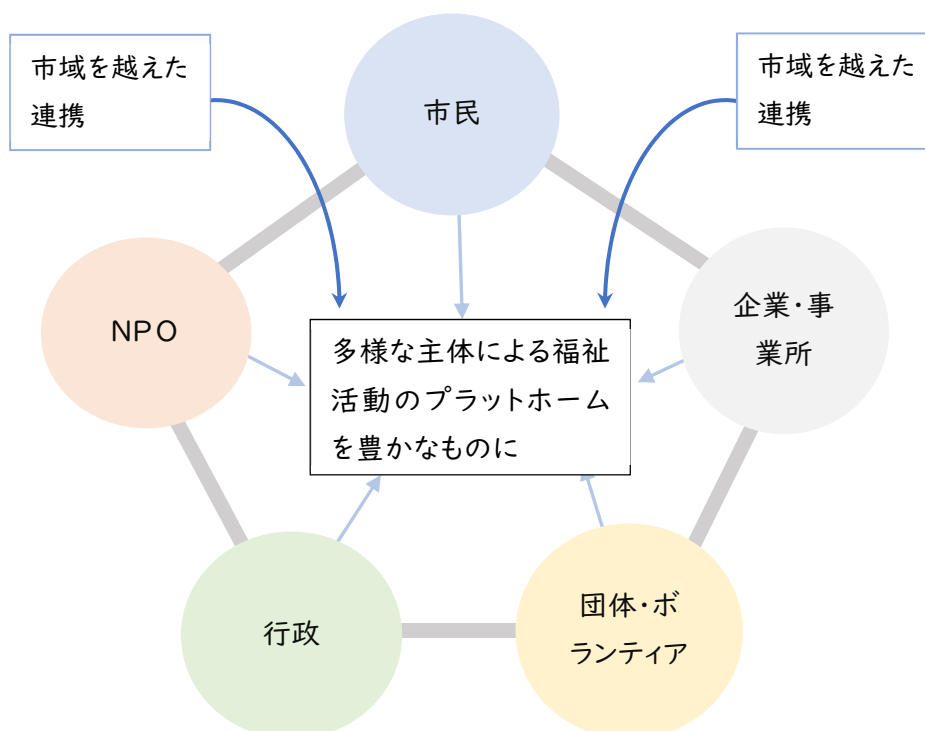 市域を越えた
連携
市民
市域を越えた
連携
NPO
企業・事
業所
多様な主体による福祉
活動のプラットホーム
を豊かなものに
行政
団体・ボ
ランティア